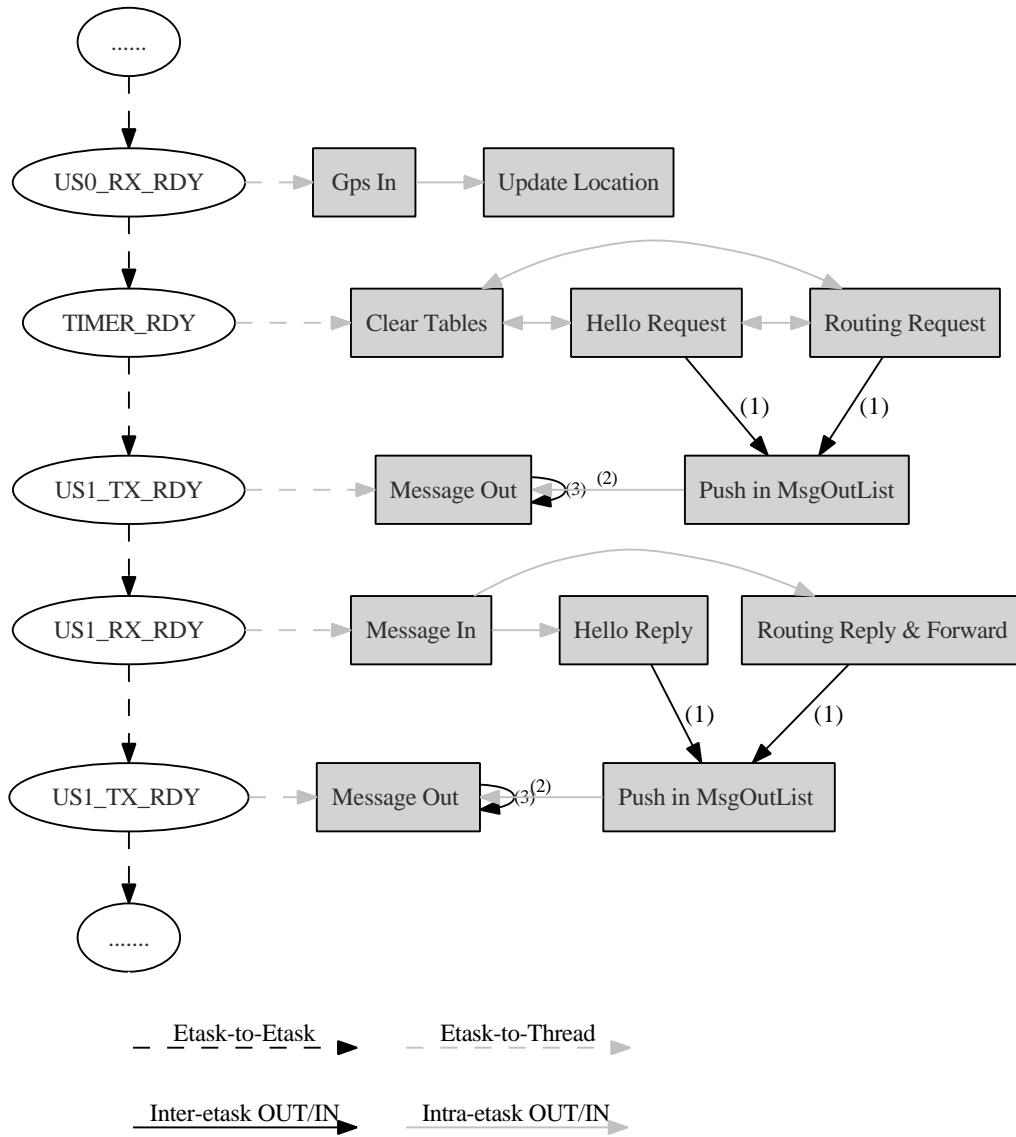 ......
US0_RX_RDY
Gps In
Update Location
TIMER_RDY
Clear Tables
Hello Request
Routing Request
(1)
(1)
US1_TX_RDY
Message Out
(3)
(2)
Push in MsgOutList
US1_RX_RDY
Message In
Hello Reply
Routing Reply & Forward
(1)
(1)
US1_TX_RDY
Message Out
(3)
(2)
Push in MsgOutList
.......
Etask-to-Etask
Etask-to-Thread
Inter-etask OUT/IN
Intra-etask OUT/IN